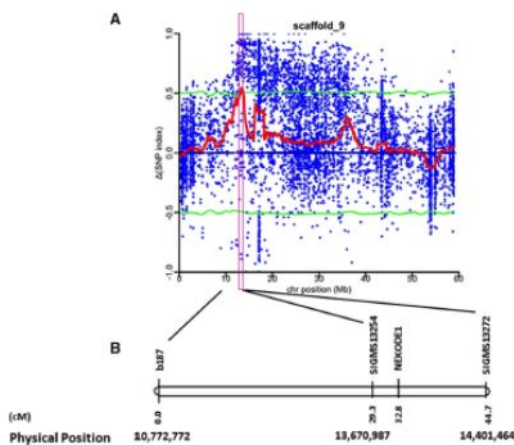 A
scaffold_9
Δ(SNP index)
1.0
0.5
0.0
-0.5
-1.0
0
10
20
30
40
50
60
chr position (Mb)
B
b187
SIGMS13254
NEKODE1
SIGMS13272
(cM)
0.0
29.3
32.8
44.7
Physical Position
10,772,772
13,670,987
14,401,464